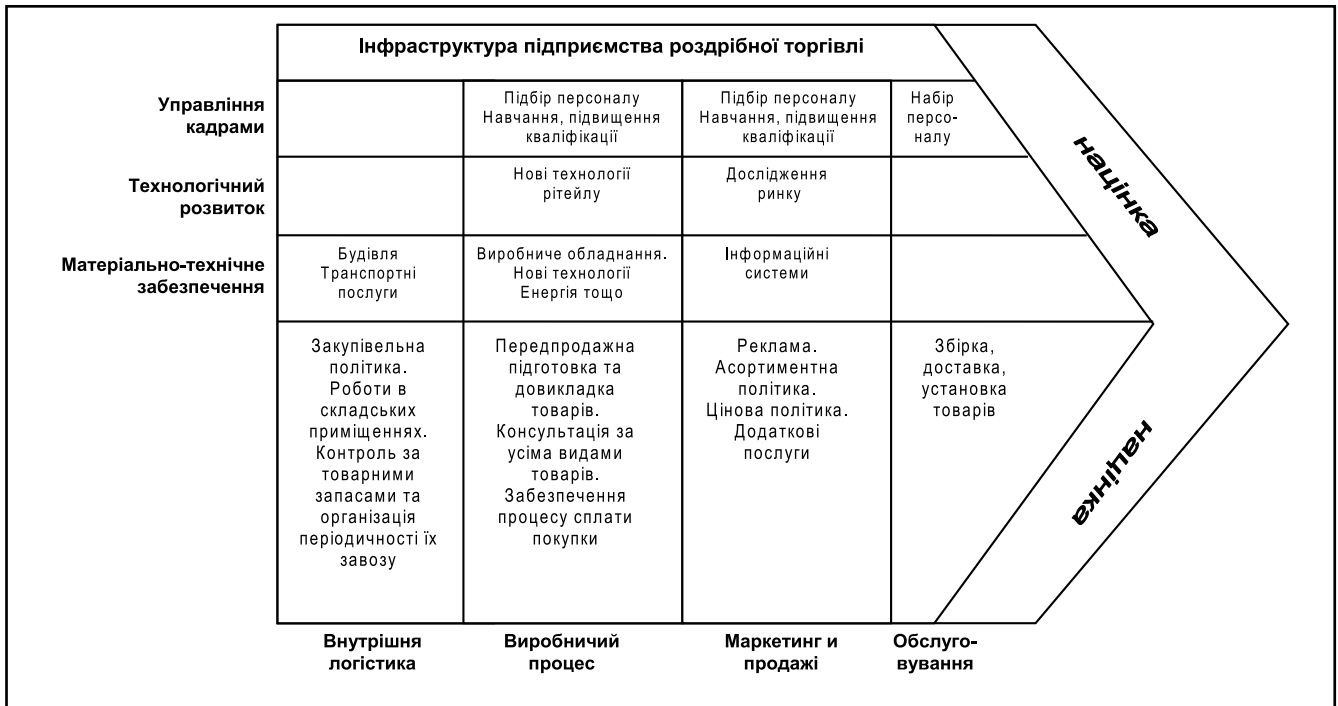 Інфраструктура підприємства роздрібної торгівлі
Управління
кадрами
Підбір персоналу
Навчання, підвищення
кваліфікації
Підбір персоналу
Навчання, підвищення
кваліфікації
Набір
персо-
налу
Технологічний
розвиток
Нові технології
рітейлу
Дослідження
ринку
Матеріально-технічне
забезпечення
Будівля
Транспортні
послуги
Виробниче обладнання.
Нові технології
Енергія тощо
Інформаційні
системи
Закупівельна
політика.
Роботи в
складських
приміщеннях.
Контроль за
товарними
запасами та
організація
періодичності їх
завозу
Передпродажна
підготовка та
довикладка
товарів.
Консультація за
усіма видами
товарів.
Забезпечення
процесу сплати
покупки
Реклама.
Асортиментна
політика.
Цінова політика.
Додаткові
послуги
Збірка,
доставка,
установка
товарів
націнка
націнка
Внутрішня
логістика
Виробничий
процес
Маркетинг и
продажі
Обслуго-
вування